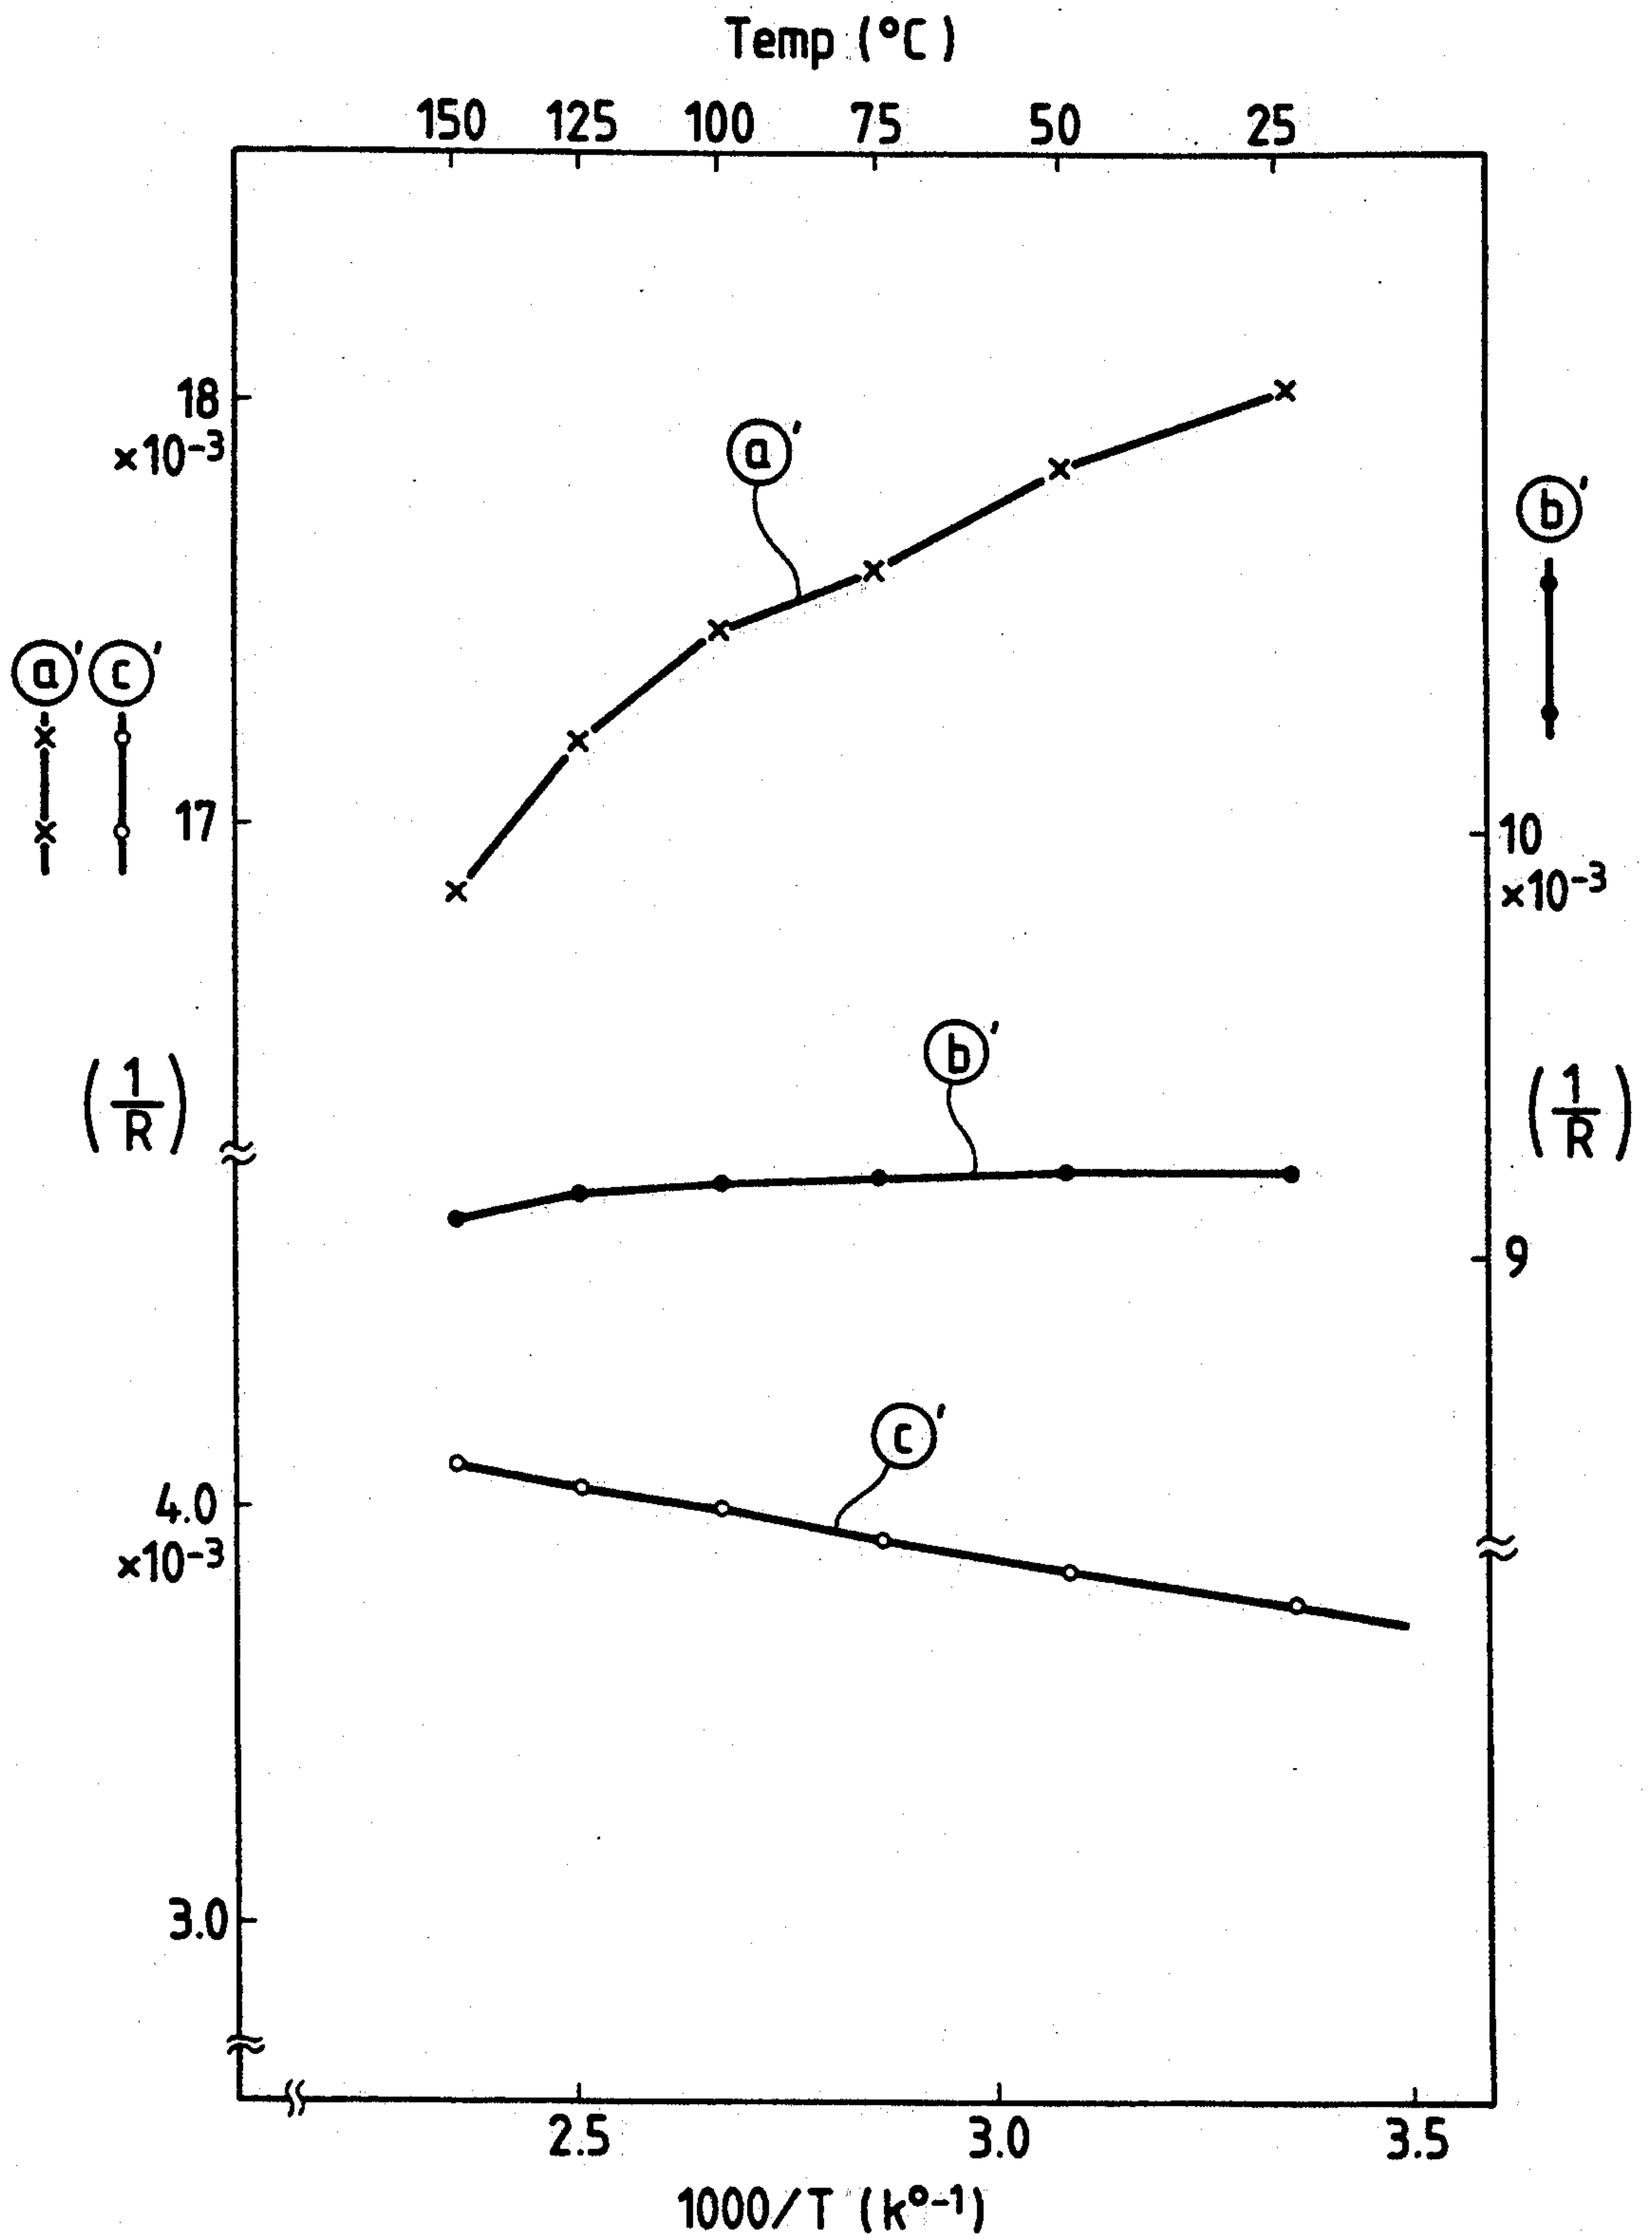 Temp (°C)
150 125 100 75 50 25
18
×10⁻³
ⓐ′
ⓑ′
ⓐ′ ⓒ′
17
10
×10⁻³
ⓑ′
(1/R)
(1/R)
9
ⓒ′
4.0
×10⁻³
3.0
2.5 3.0 3.5
1000/T (k°⁻¹)